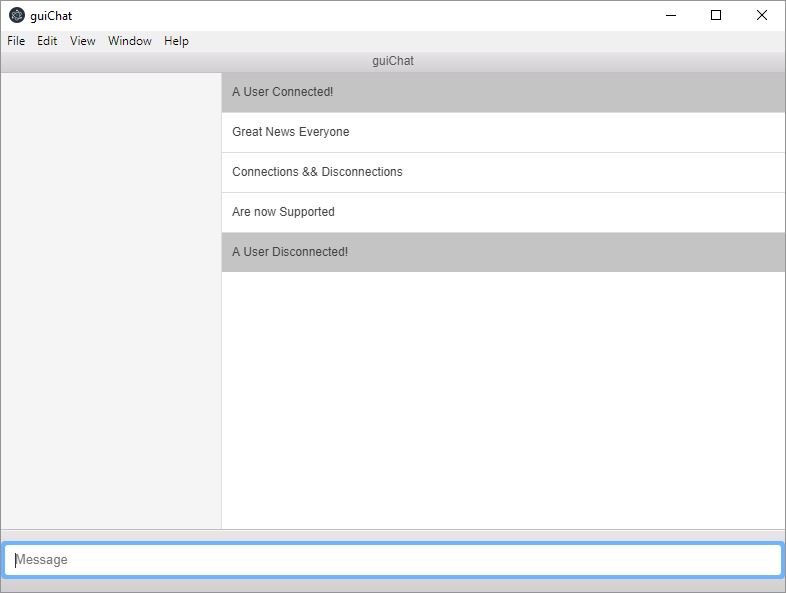 guiChat
File Edit View Window Help
guiChat
A User Connected!
Great News Everyone
Connections && Disconnections
Are now Supported
A User Disconnected!
Message